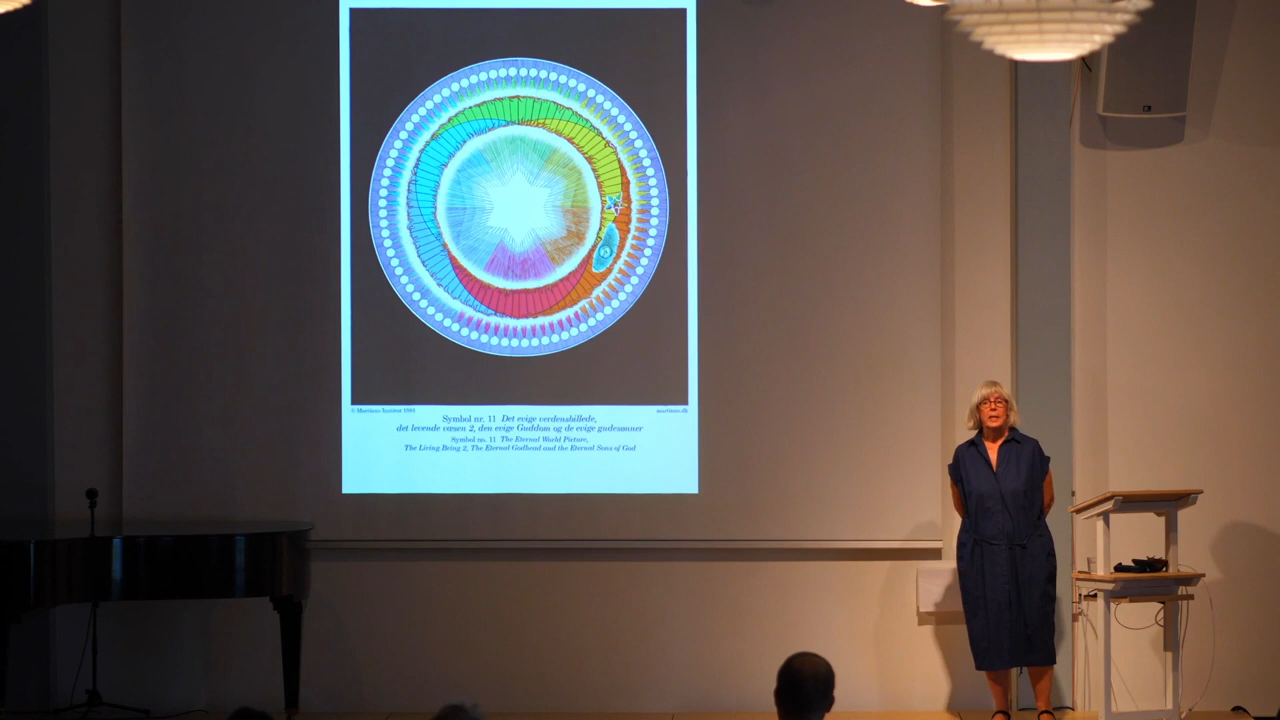 © Martinus Institut 1981
martinus.dk
Symbol nr. 11 Det evige verdensbillede,
det levende væsen 2, den evige Guddom og de evige gudesønner
Symbol no. 11 The Eternal World Picture,
The Living Being 2, The Eternal Godhead and the Eternal Sons of God